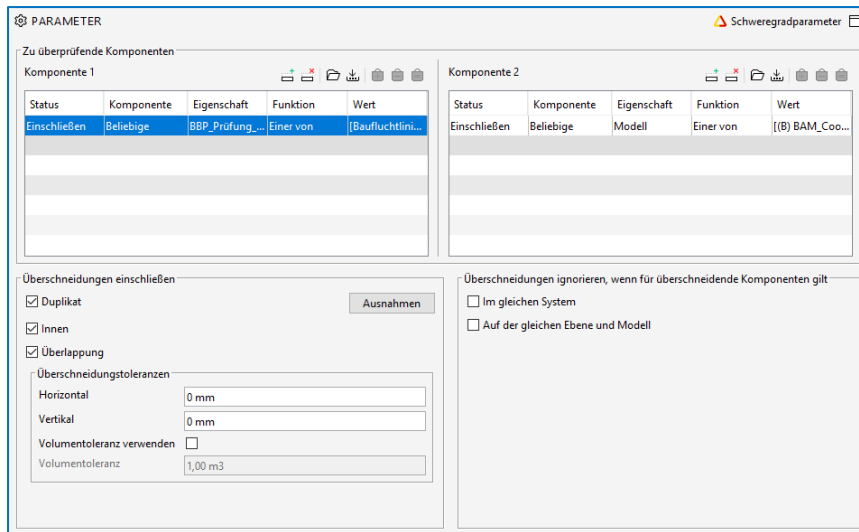 PARAMETER
Schweregradparameter
Zu überprüfende Komponenten
Komponente 1
Status Komponente Eigenschaft Funktion Wert
Einschließen Beliebige BBP_Prüfung_... Einer von [Baufluchtlini...
Komponente 2
Status Komponente Eigenschaft Funktion Wert
Einschließen Beliebige Modell Einer von [(B) BAM_Coo...
Überschneidungen einschließen
Duplikat
Ausnahmen
Innen
Überlappung
Überschneidungstoleranzen
Horizontal 0 mm
Vertikal 0 mm
Volumentoleranz verwenden
Volumentoleranz 1,00 m3
Überschneidungen ignorieren, wenn für überschneidende Komponenten gilt
Im gleichen System
Auf der gleichen Ebene und Modell